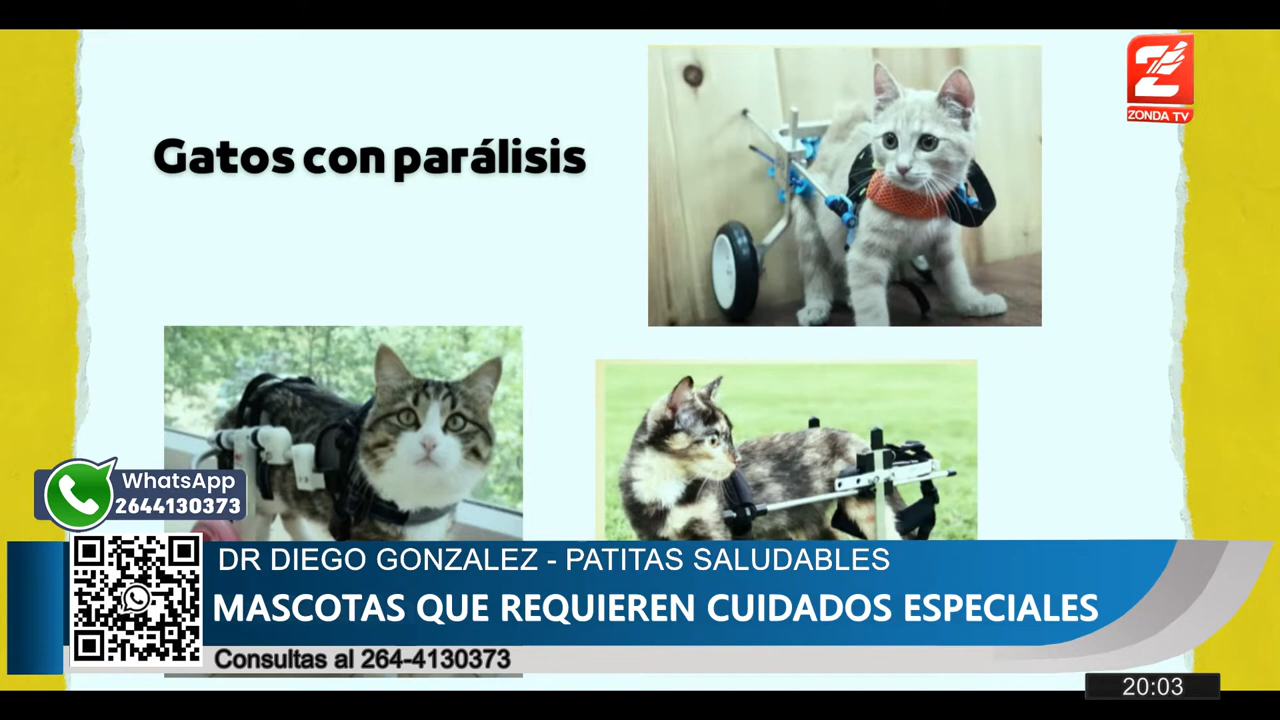 Gatos con parálisis
Z
ZONDA TV
WhatsApp
2644130373
DR DIEGO GONZALEZ - PATITAS SALUDABLES
MASCOTAS QUE REQUIEREN CUIDADOS ESPECIALES
Consultas al 264-4130373
20:03